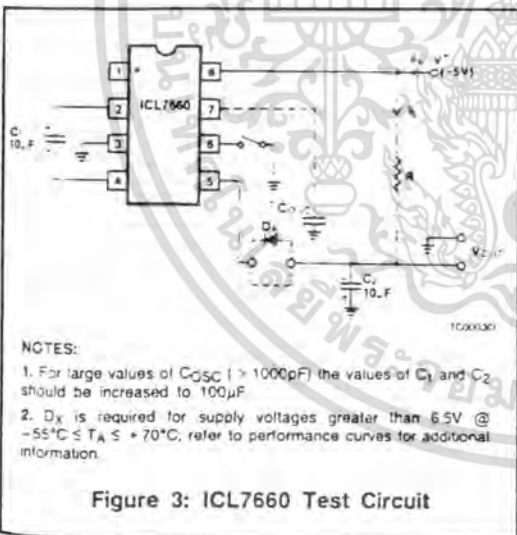 1
2
3
4
8
7
6
5
ICL7660
C
10μF
V+
(-5V)
DX
C2
10μF
NOTES:
1. For large values of COSC ( > 1000pF) the values of C1 and C2
should be increased to 100μF
2. DX is required for supply voltages greater than 6.5V @
-55°C ≤ TA ≤ +70°C; refer to performance curves for additional
information.
Figure 3: ICL7660 Test Circuit